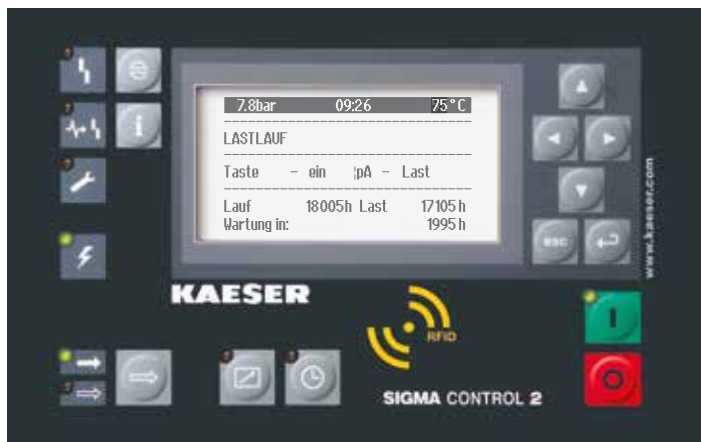 7.8bar 09:26 75°C
LASTLAUF
Taste - ein ¦pA - Last
Lauf 18005h Last 17105h
Wartung in: 1995h
esc
www.kaeser.com
KAESER
RFID
SIGMA CONTROL 2